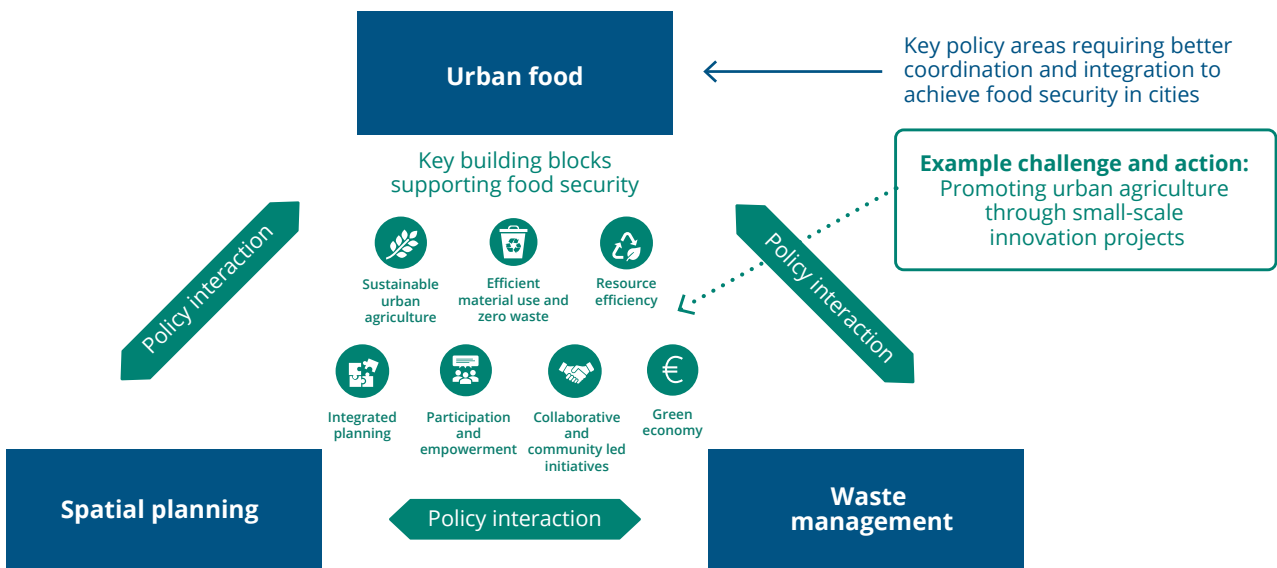 Urban food
Key policy areas requiring better
coordination and integration to
achieve food security in cities
Example challenge and action:
Promoting urban agriculture
through small-scale
innovation projects
Key building blocks
supporting food security
Policy interaction
Policy interaction
Sustainable
urban
agriculture
Efficient
material use and
zero waste
Resource
efficiency
€
Integrated
planning
Participation
and
empowerment
Collaborative
and
community led
initiatives
Green
economy
Spatial planning
Policy interaction
Waste
management